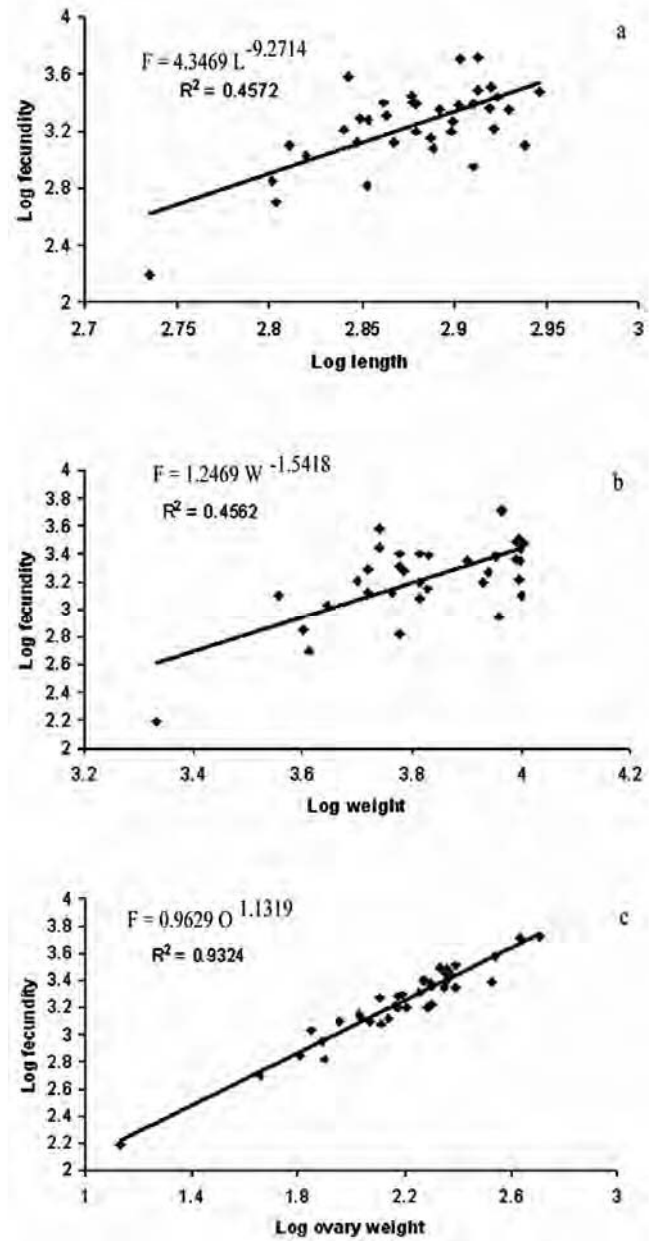 a
F = 4.3469 L -9.2714
R² = 0.4572
4
3.6
3.2
2.8
2.4
2
Log fecundity
2.7 2.75 2.8 2.85 2.9 2.95 3
Log length
b
F = 1.2469 W -1.5418
R² = 0.4562
4
3.8
3.6
3.4
3.2
3
2.8
2.6
2.4
2.2
2
Log fecundity
3.2 3.4 3.6 3.8 4 4.2
Log weight
c
F = 0.9629 O 1.1319
R² = 0.9324
4
3.8
3.6
3.4
3.2
3
2.8
2.6
2.4
2.2
2
Log fecundity
1 1.4 1.8 2.2 2.6 3
Log ovary weight